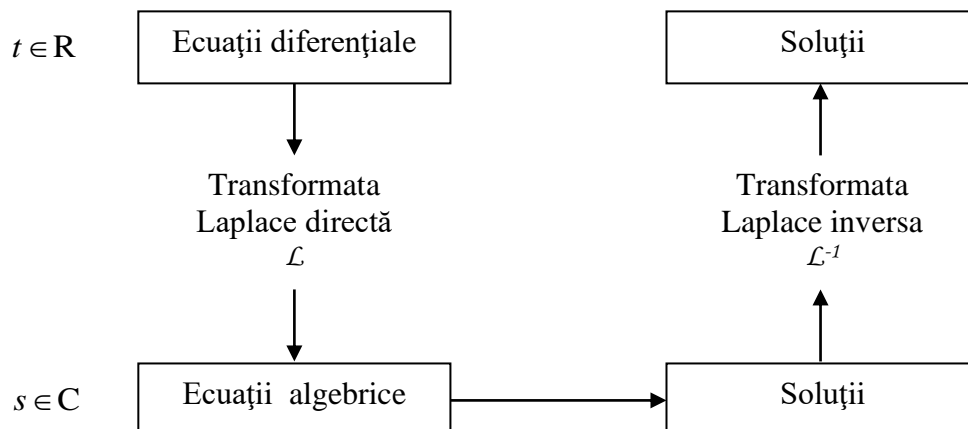 t ∈ R
Ecuaţii diferenţiale
Soluţii
Transformata
Laplace directă
ℒ
Transformata
Laplace inversa
ℒ⁻¹
s ∈ C
Ecuaţii algebrice
Soluţii